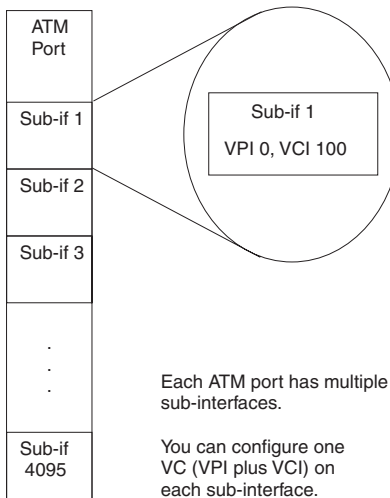 ATM
Port
Sub-if 1
Sub-if 2
Sub-if 3
.
.
.
Sub-if
4095
Sub-if 1
VPI 0, VCI 100
Each ATM port has multiple
sub-interfaces.
You can configure one
VC (VPI plus VCI) on
each sub-interface.